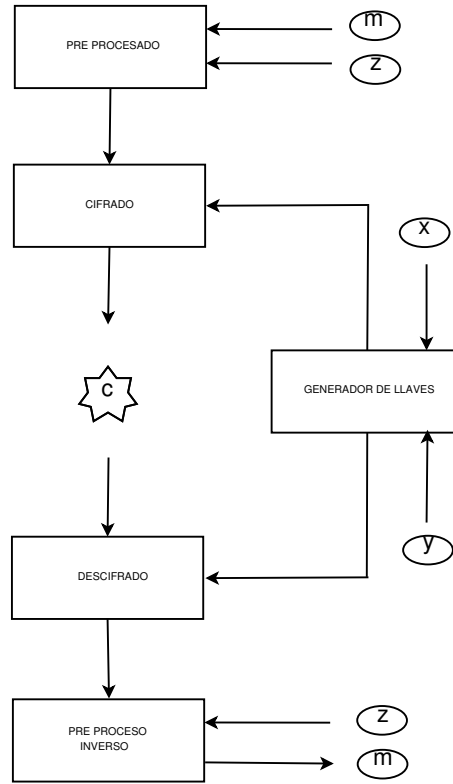 m
PRE PROCESADO
z
CIFRADO
x
c
GENERADOR DE LLAVES
y
DESCIFRADO
z
PRE PROCESO
INVERSO
m